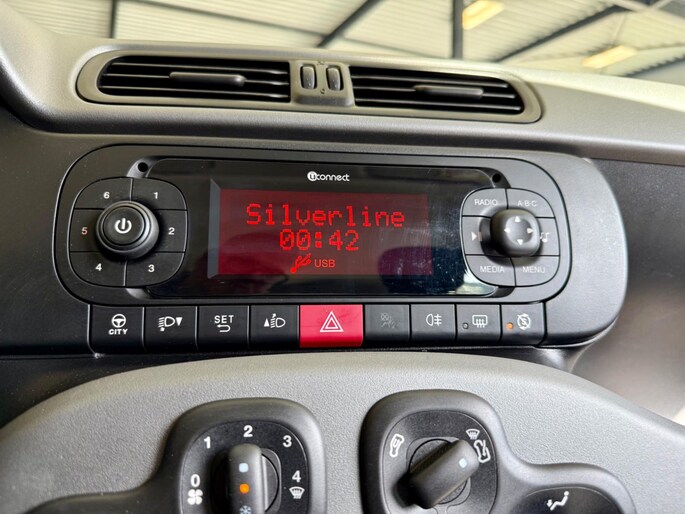 Uconnect
Silverline
00:42
USB
6 1
5 2
4 3
RADIO A-B-C
MEDIA MENU
CITY
SET
0 1 2 3 4